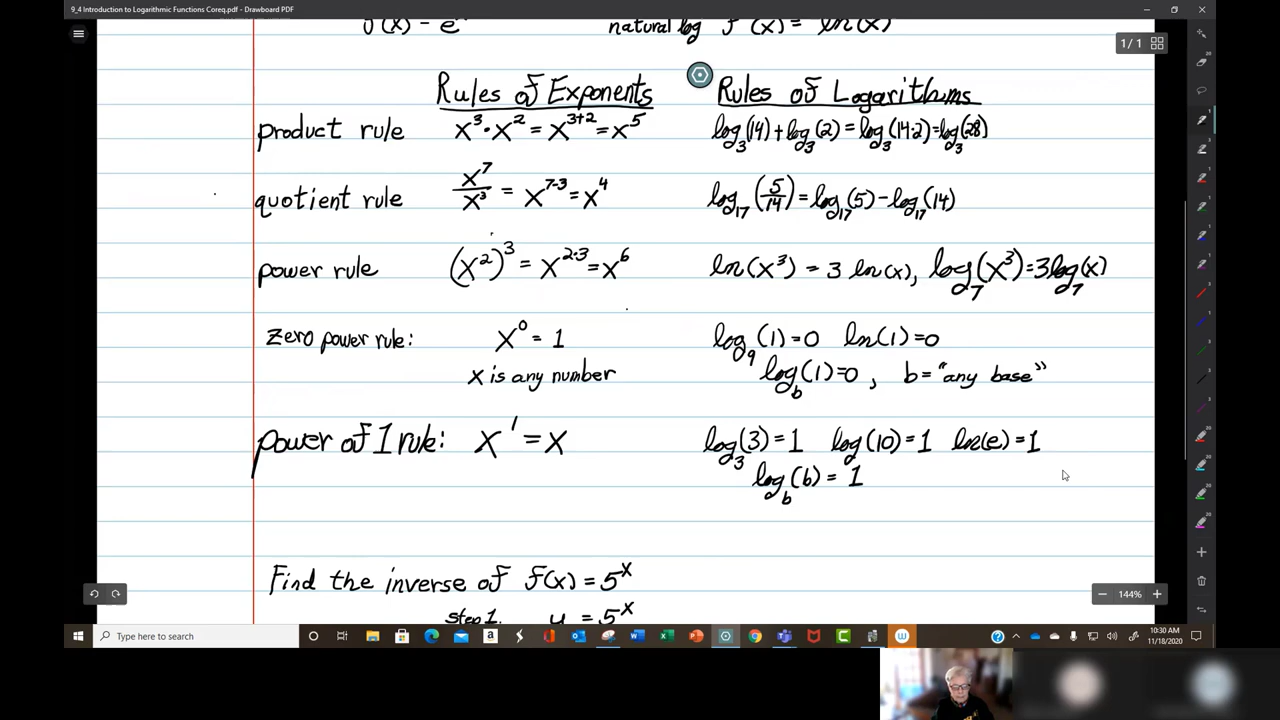 9_4 Introduction to Logarithmic Functions Coreq.pdf - Drawboard PDF
f(x) = eˣ natural log f⁻¹(x) = ln(x)
1/1
Rules of Exponents Rules of Logarithms
product rule x³·x² = x³⁺² = x⁵ log₃(14) + log₃(2) = log₃(14·2) = log₃(28)
quotient rule x⁷/x³ = x⁷⁻³ = x⁴ log₁₇(5/14) = log₁₇(5) − log₁₇(14)
power rule (x²)³ = x²·³ = x⁶ ln(x³) = 3 ln(x), log₇(x³) = 3log₇(x)
zero power rule: x⁰ = 1 log₉(1) = 0 ln(1) = 0
x is any number log_b(1) = 0, b = "any base"
power of 1 rule: x¹ = x log₃(3) = 1 log(10) = 1 ln(e) = 1
log_b(b) = 1
Find the inverse of f(x) = 5ˣ
step 1. y = 5ˣ
144%
Type here to search
10:30 AM
11/18/2020